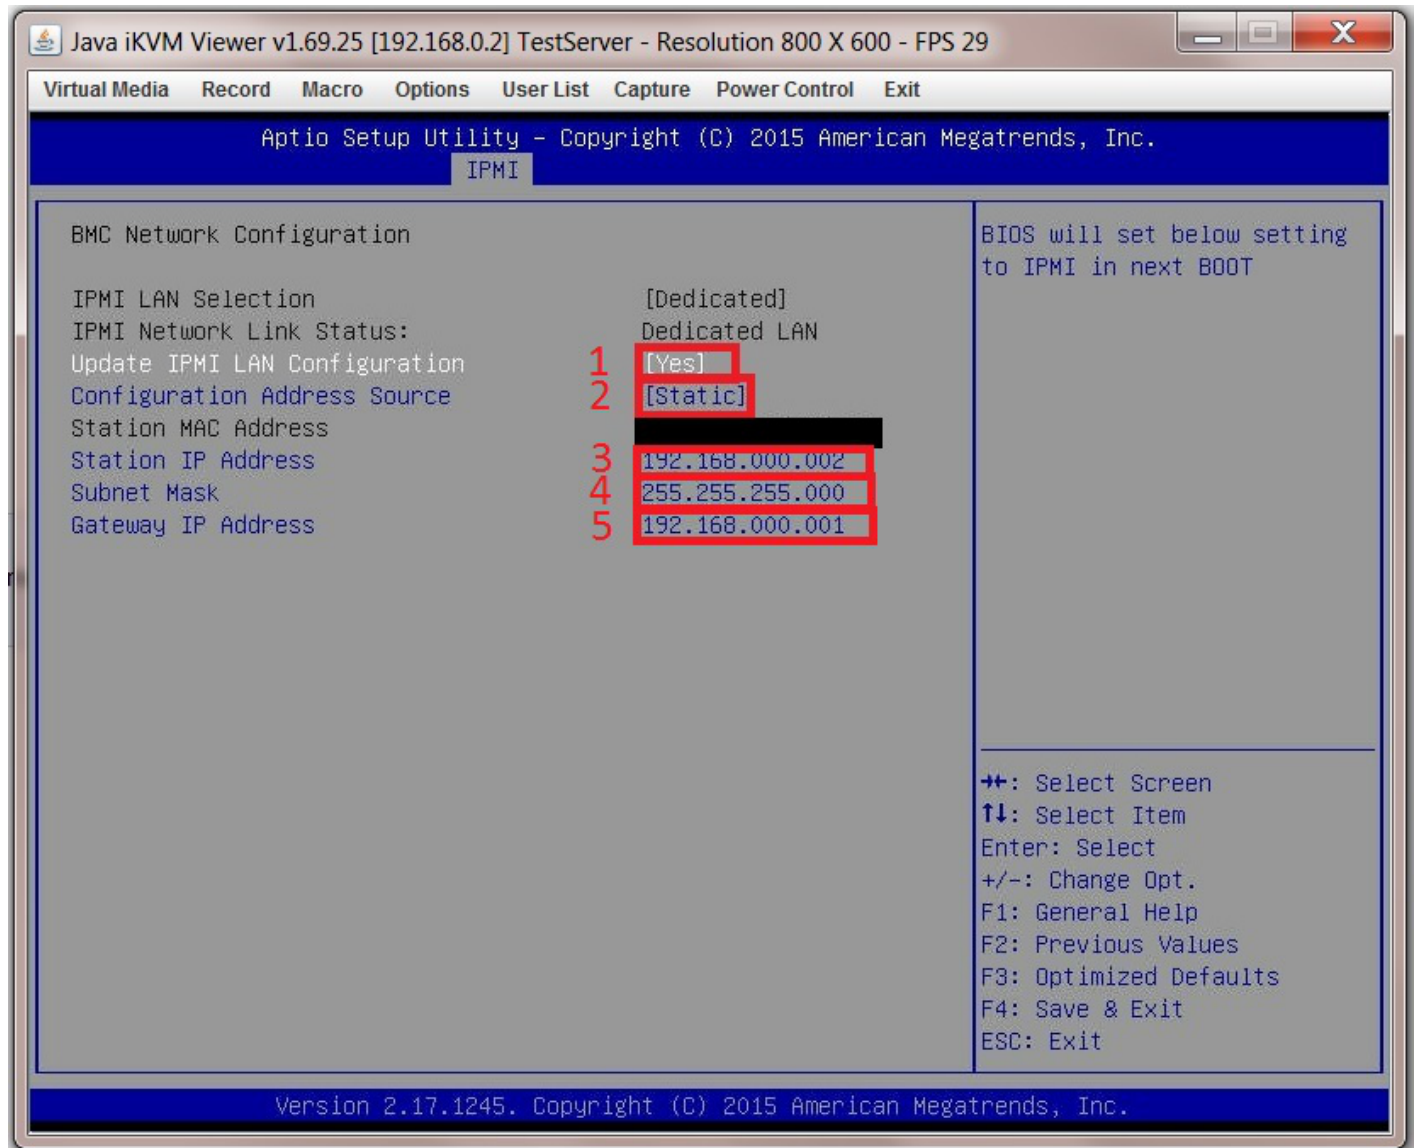 Java iKVM Viewer v1.69.25 [192.168.0.2] TestServer - Resolution 800 X 600 - FPS 29
Virtual Media Record Macro Options User List Capture Power Control Exit
Aptio Setup Utility – Copyright (C) 2015 American Megatrends, Inc.
IPMI
BMC Network Configuration
IPMI LAN Selection [Dedicated]
IPMI Network Link Status: Dedicated LAN
Update IPMI LAN Configuration 1 [Yes]
Configuration Address Source 2 [Static]
Station MAC Address
Station IP Address 3 192.168.000.002
Subnet Mask 4 255.255.255.000
Gateway IP Address 5 192.168.000.001
BIOS will set below setting
to IPMI in next BOOT
→←: Select Screen
↑↓: Select Item
Enter: Select
+/-: Change Opt.
F1: General Help
F2: Previous Values
F3: Optimized Defaults
F4: Save & Exit
ESC: Exit
Version 2.17.1245. Copyright (C) 2015 American Megatrends, Inc.